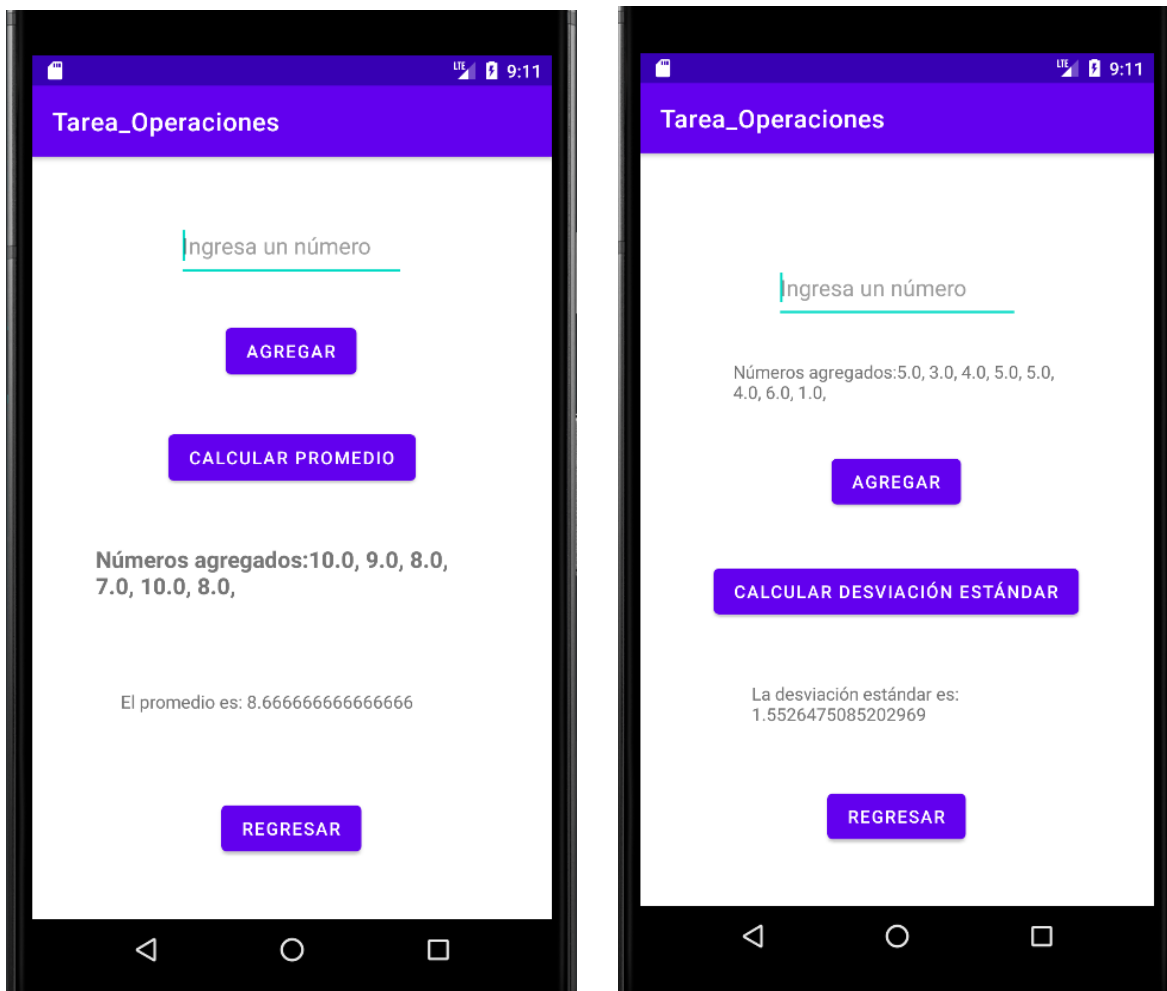 LTE 9:11
Tarea_Operaciones
Ingresa un número
AGREGAR
CALCULAR PROMEDIO
Números agregados:10.0, 9.0, 8.0,
7.0, 10.0, 8.0,
El promedio es: 8.666666666666666
REGRESAR
LTE 9:11
Tarea_Operaciones
Ingresa un número
Números agregados:5.0, 3.0, 4.0, 5.0, 5.0,
4.0, 6.0, 1.0,
AGREGAR
CALCULAR DESVIACIÓN ESTÁNDAR
La desviación estándar es:
1.5526475085202969
REGRESAR